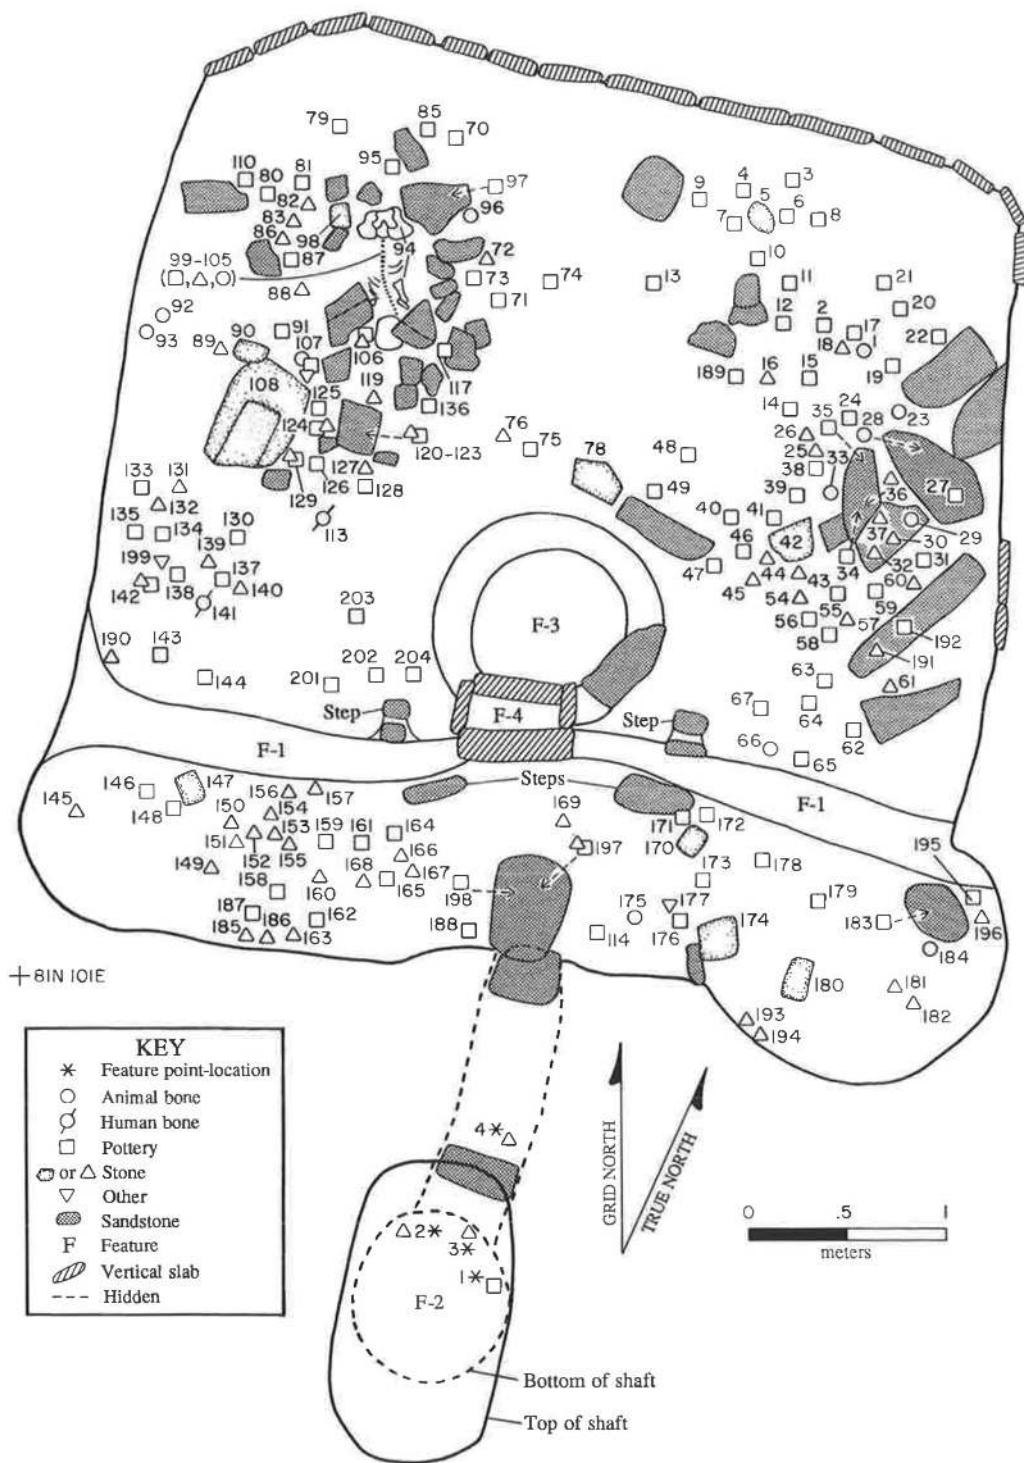 85
79 70
95
110 80 81
97
82
96
83
86
98 94
87 72
99-105
(□,△,○) 73 74
88 71
92
93 91
90 107
89 106
117
108 119
125 136
124
76
120-123 75
127
129 126 128
133 131
132
113
135 134 130
199 139
142 138 137 140
141
190 143
144
203
202 204
201
3
4
9 5
6
7 8
10
13 11 21
20
12 2 17
18 1 22
16 15 19
189
14 24 23
35 28
26
25 33
48 38
78
36 27
49 39
40 41
29
37 30
46 42
32 31
47 44 43 34
45 60
54 55 59
56 57
58 192
191
63
61
67 64
62
66
65
F-3
F-4
Step
Step
F-1
F-1
Steps
146 147 156 157
145 148 150 154
151 153 159 161 164
152 155 166
149 168 167
158 160 165
187
185 186 163 162
188
198
169
197
171 172
170
173 178
175 177
176 174
114
179
195
183
196
184
180 181
182
193
194
+ 81N 101E
KEY
* Feature point-location
Animal bone
Human bone
Pottery
or △ Stone
Other
Sandstone
F Feature
Vertical slab
---- Hidden
4*
2*
3*
1*
F-2
Bottom of shaft
Top of shaft
GRID NORTH
TRUE NORTH
0 .5 1
meters